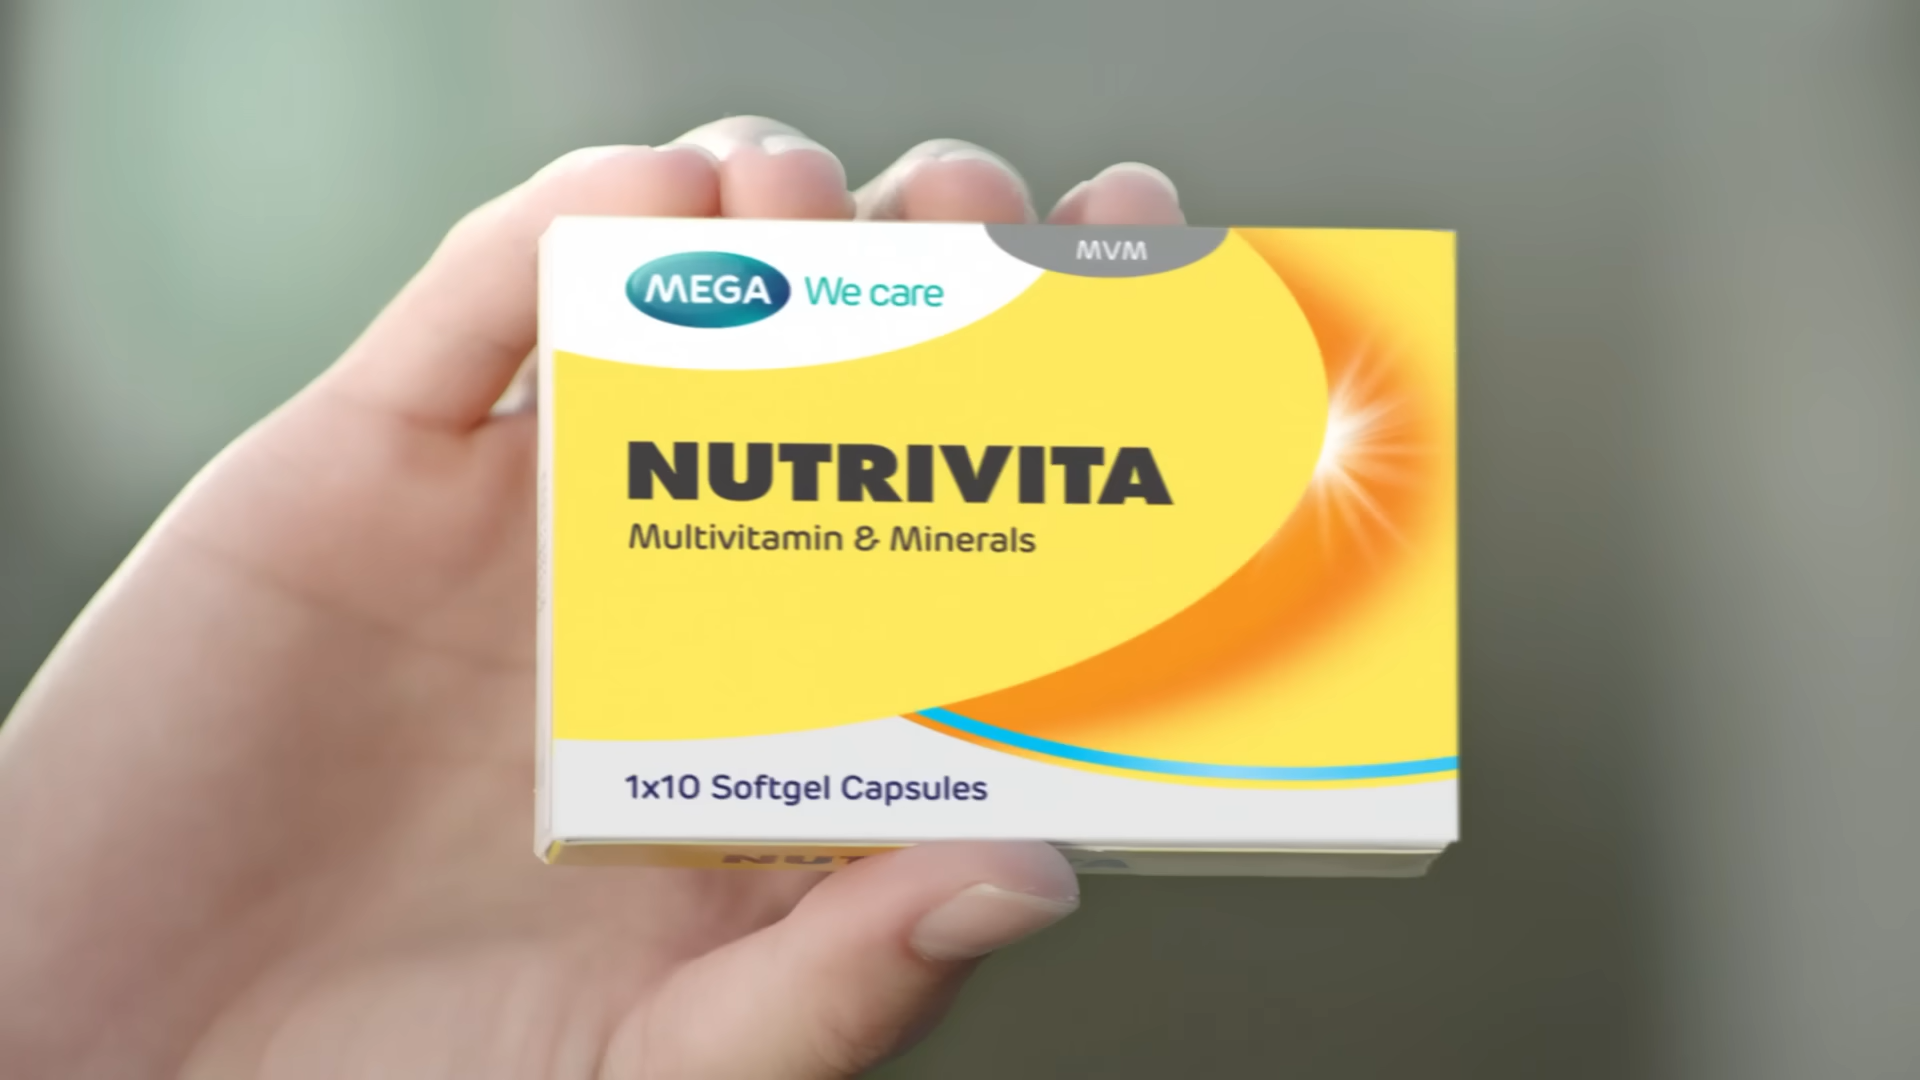 MVM
MEGA We care
NUTRIVITA
Multivitamin & Minerals
1x10 Softgel Capsules